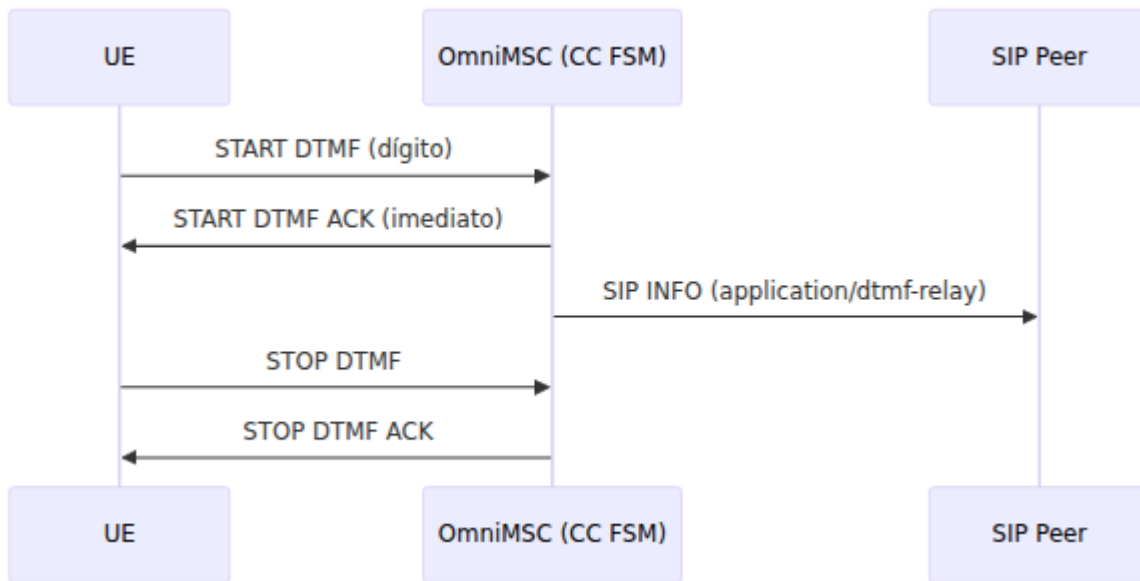 UE
OmniMSC (CC FSM)
SIP Peer
START DTMF (dígito)
START DTMF ACK (imediato)
SIP INFO (application/dtmf-relay)
STOP DTMF
STOP DTMF ACK
UE
OmniMSC (CC FSM)
SIP Peer